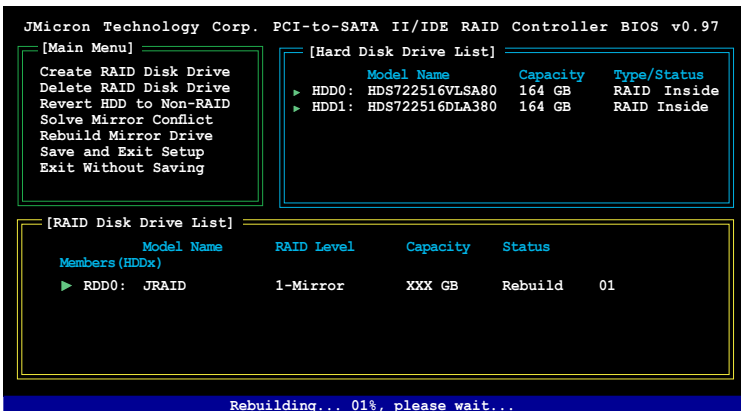 JMicron Technology Corp. PCI-to-SATA II/IDE RAID Controller BIOS v0.97
[Main Menu]
Create RAID Disk Drive
Delete RAID Disk Drive
Revert HDD to Non-RAID
Solve Mirror Conflict
Rebuild Mirror Drive
Save and Exit Setup
Exit Without Saving
[Hard Disk Drive List]
Model Name Capacity Type/Status
HDD0: HDS722516VLSA80 164 GB RAID Inside
HDD1: HDS722516DLA380 164 GB RAID Inside
[RAID Disk Drive List]
Model Name RAID Level Capacity Status
Members(HDDx)
RDD0: JRAID 1-Mirror XXX GB Rebuild 01
Rebuilding... 01%, please wait...